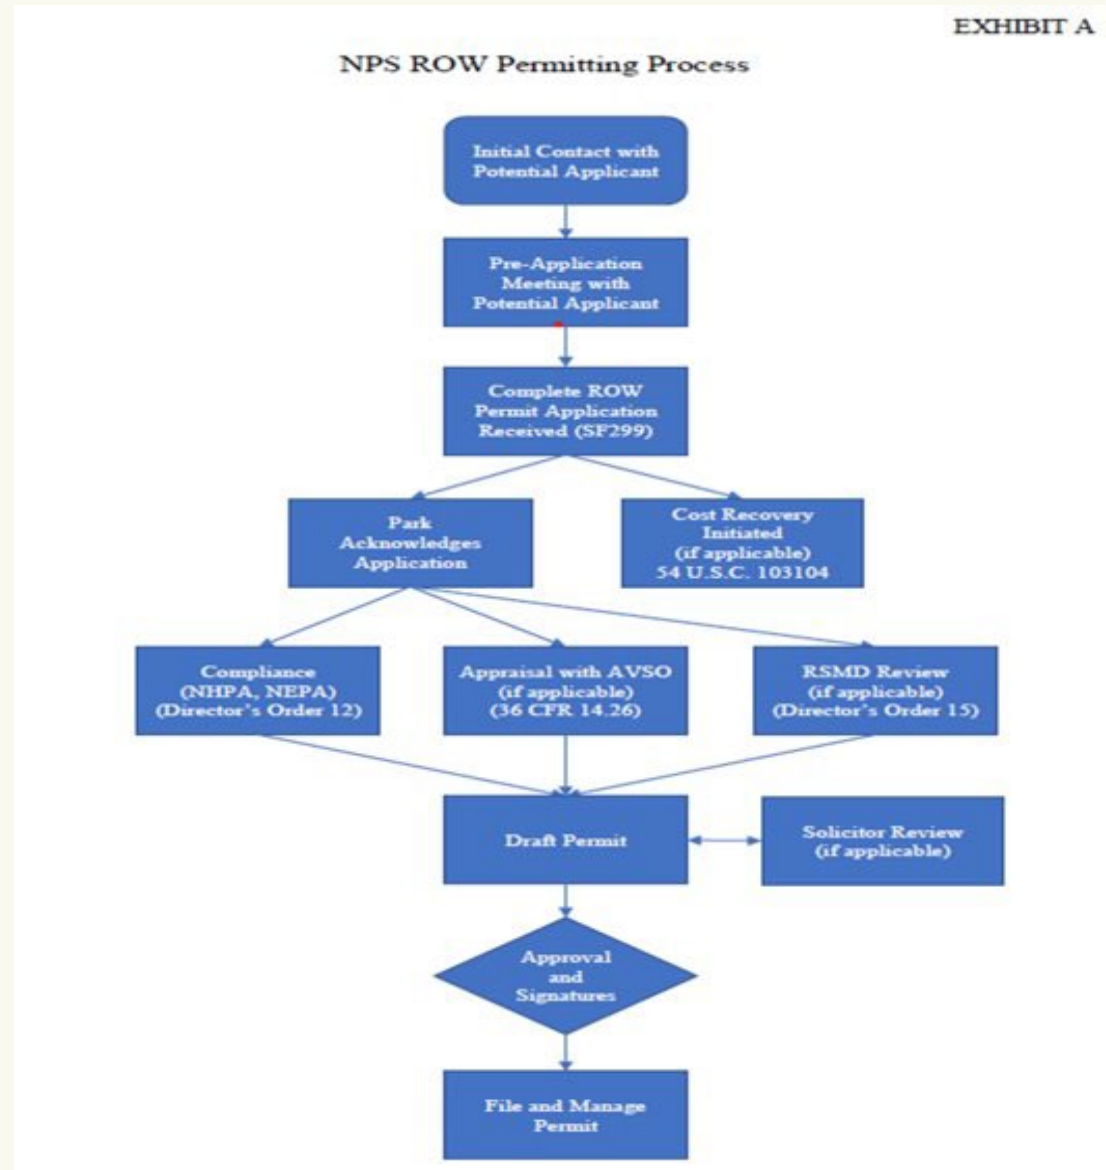 EXHIBIT A
NPS ROW Permitting Process
Initial Contact with
Potential Applicant
Pre-Application
Meeting with
Potential Applicant
Complete ROW
Permit Application
Received (SF299)
Park
Acknowledges
Application
Cost Recovery
Initiated
(if applicable)
54 U.S.C. 103104
Compliance
(NHPA, NEPA)
(Director's Order 12)
Appraisal with AVSO
(if applicable)
(36 CFR 14.26)
RSMD Review
(if applicable)
(Director's Order 15)
Draft Permit
Solicitor Review
(if applicable)
Approval
and
Signatures
File and Manage
Permit